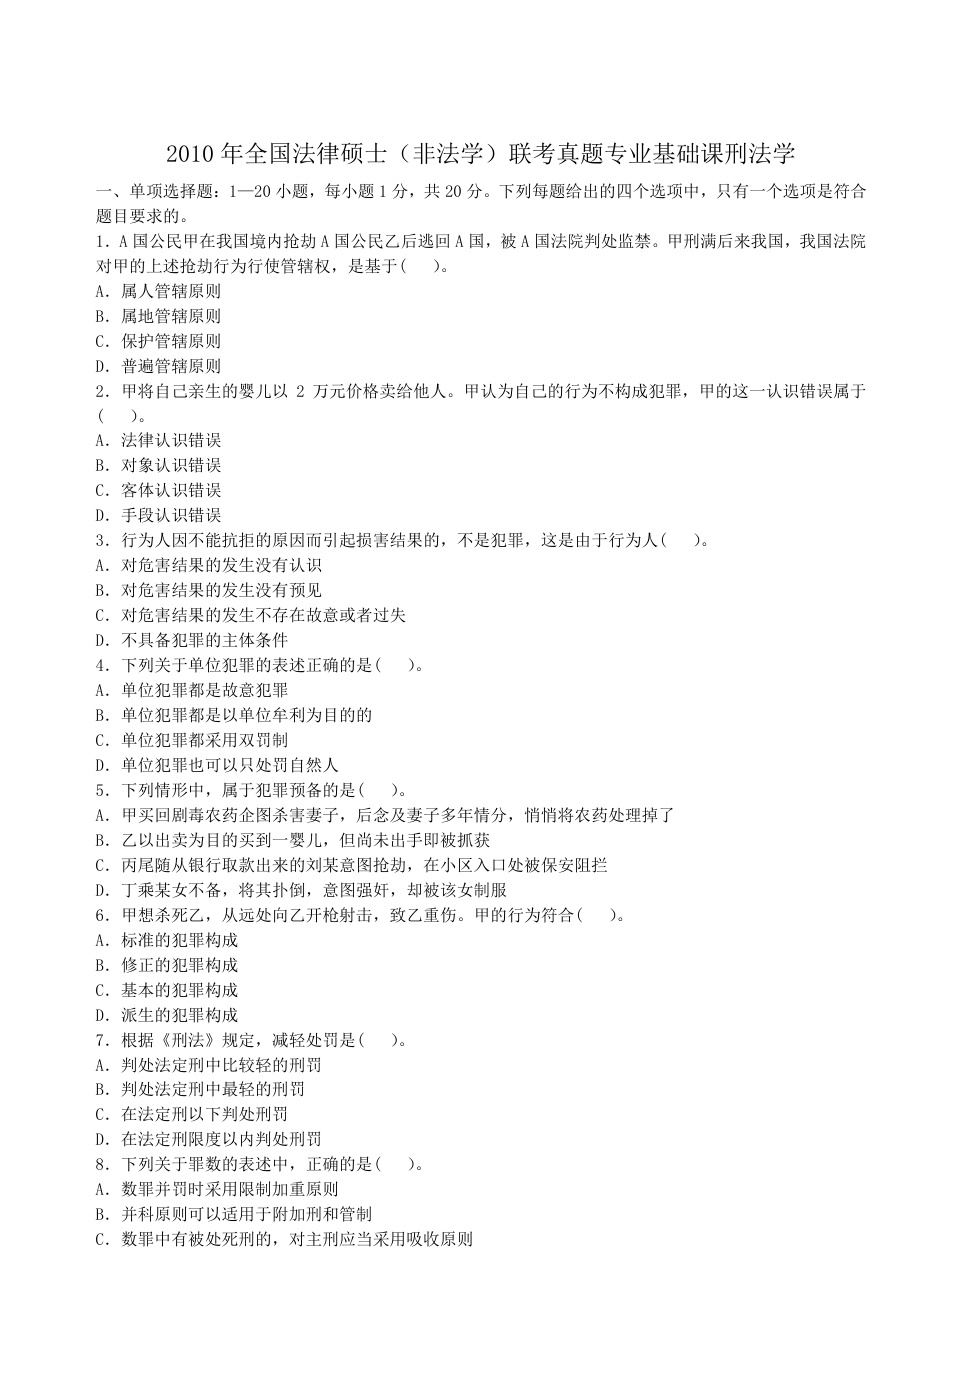 2010 年全国法律硕士（非法学）联考真题专业基础课刑法学
一、单项选择题：1—20 小题，每小题 1 分，共 20 分。下列每题给出的四个选项中，只有一个选项是符合
题目要求的。
1．A 国公民甲在我国境内抢劫 A 国公民乙后逃回 A 国，被 A 国法院判处监禁。甲刑满后来我国，我国法院
对甲的上述抢劫行为行使管辖权，是基于(   )。
A．属人管辖原则
B．属地管辖原则
C．保护管辖原则
D．普遍管辖原则
2．甲将自己亲生的婴儿以 2 万元价格卖给他人。甲认为自己的行为不构成犯罪，甲的这一认识错误属于
(   )。
A．法律认识错误
B．对象认识错误
C．客体认识错误
D．手段认识错误
3．行为人因不能抗拒的原因而引起损害结果的，不是犯罪，这是由于行为人(   )。
A．对危害结果的发生没有认识
B．对危害结果的发生没有预见
C．对危害结果的发生不存在故意或者过失
D．不具备犯罪的主体条件
4．下列关于单位犯罪的表述正确的是(   )。
A．单位犯罪都是故意犯罪
B．单位犯罪都是以单位牟利为目的的
C．单位犯罪都采用双罚制
D．单位犯罪也可以只处罚自然人
5．下列情形中，属于犯罪预备的是(   )。
A．甲买回剧毒农药企图杀害妻子，后念及妻子多年情分，悄悄将农药处理掉了
B．乙以出卖为目的买到一婴儿，但尚未出手即被抓获
C．丙尾随从银行取款出来的刘某意图抢劫，在小区入口处被保安阻拦
D．丁乘某女不备，将其扑倒，意图强奸，却被该女制服
6．甲想杀死乙，从远处向乙开枪射击，致乙重伤。甲的行为符合(   )。
A．标准的犯罪构成
B．修正的犯罪构成
C．基本的犯罪构成
D．派生的犯罪构成
7．根据《刑法》规定，减轻处罚是(   )。
A．判处法定刑中比较轻的刑罚
B．判处法定刑中最轻的刑罚
C．在法定刑以下判处刑罚
D．在法定刑限度以内判处刑罚
8．下列关于罪数的表述中，正确的是(   )。
A．数罪并罚时采用限制加重原则
B．并科原则可以适用于附加刑和管制
C．数罪中有被处死刑的，对主刑应当采用吸收原则